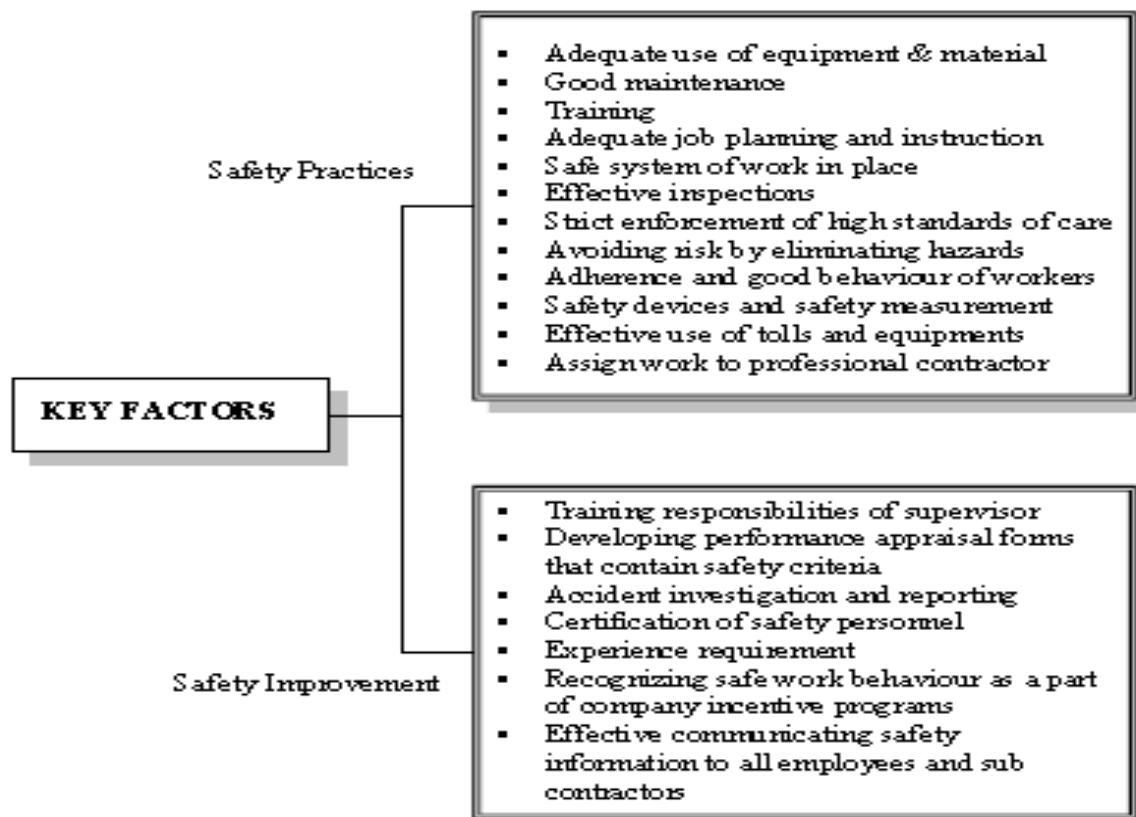 Safety Practices
▪ Adequate use of equipment & material
▪ Good maintenance
▪ Training
▪ Adequate job planning and instruction
▪ Safe system of work in place
▪ Effective inspections
▪ Strict enforcement of high standards of care
▪ Avoiding risk by eliminating hazards
▪ Adherence and good behaviour of workers
▪ Safety devices and safety measurement
▪ Effective use of tolls and equipments
▪ Assign work to professional contractor
KEY FACTORS
Safety Improvement
▪ Training responsibilities of supervisor
▪ Developing performance appraisal forms
that contain safety criteria
▪ Accident investigation and reporting
▪ Certification of safety personnel
▪ Experience requirement
▪ Recognizing safe work behaviour as a part
of company incentive programs
▪ Effective communicating safety
information to all employees and sub
contractors